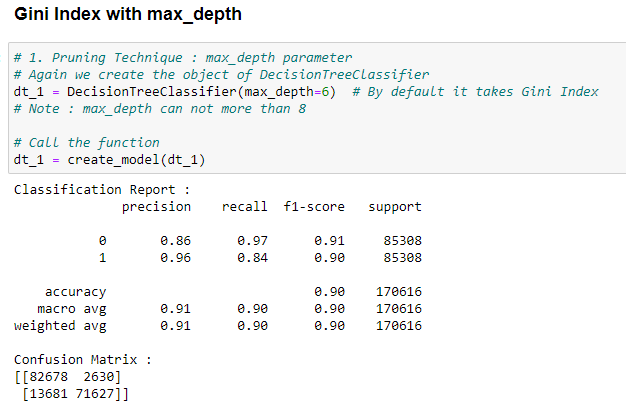 Gini Index with max_depth
# 1. Pruning Technique : max_depth parameter
# Again we create the object of DecisionTreeClassifier
dt_1 = DecisionTreeClassifier(max_depth=6)  # By default it takes Gini Index
# Note : max_depth can not more than 8
# Call the function
dt_1 = create_model(dt_1)
Classification Report :
              precision    recall  f1-score   support
           0       0.86      0.97      0.91     85308
           1       0.96      0.84      0.90     85308
    accuracy                           0.90    170616
   macro avg       0.91      0.90      0.90    170616
weighted avg       0.91      0.90      0.90    170616
Confusion Matrix :
[[82678  2630]
 [13681 71627]]